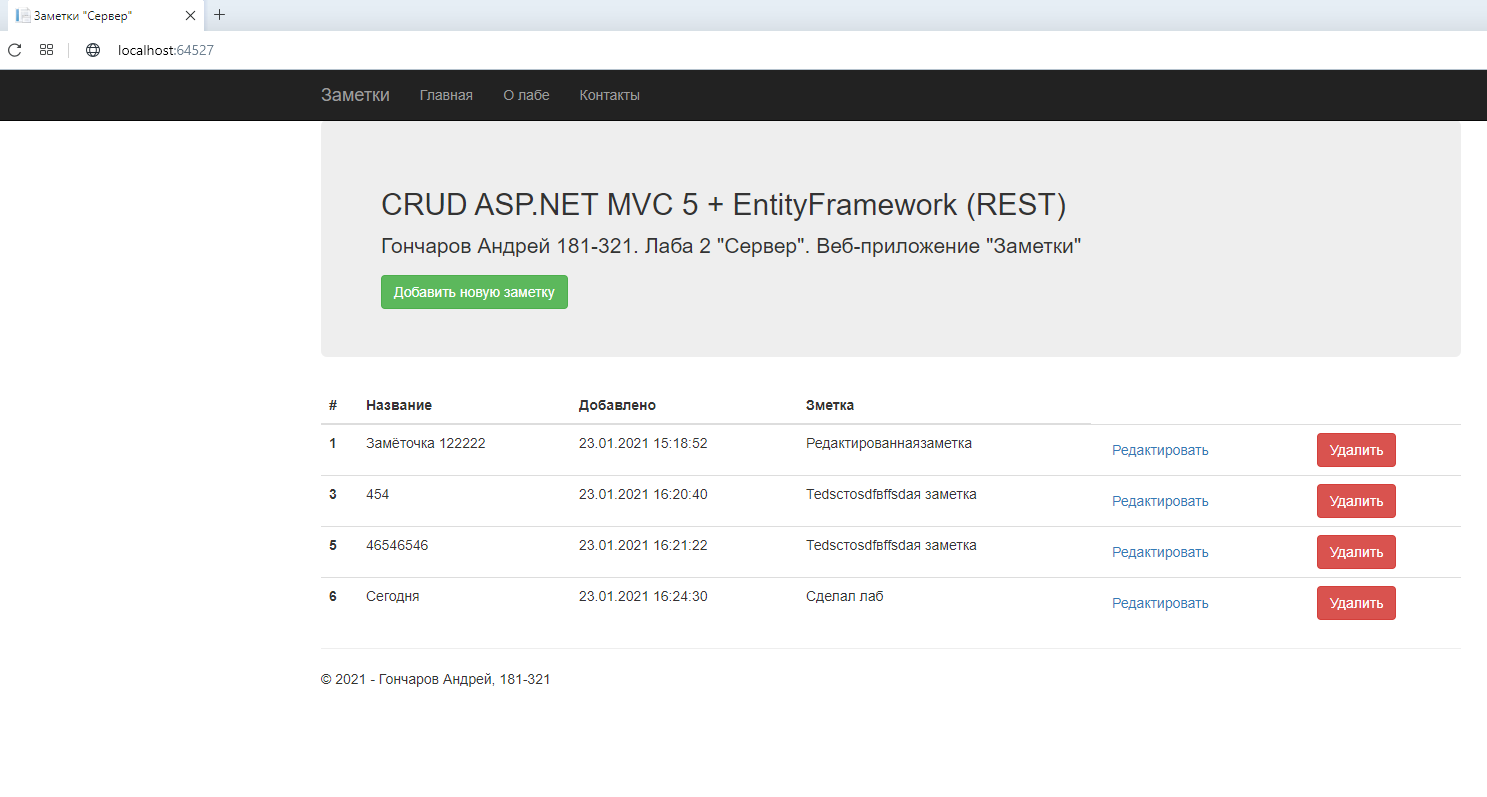 Заметки "Сервер"
localhost:64527
Заметки Главная О лабе Контакты
CRUD ASP.NET MVC 5 + EntityFramework (REST)
Гончаров Андрей 181-321. Лаба 2 "Сервер". Веб-приложение "Заметки"
Добавить новую заметку
# Название Добавлено Зметка
1 Замёточка 122222 23.01.2021 15:18:52 Редактированнаязаметка Редактировать Удалить
3 454 23.01.2021 16:20:40 Tedsстоsdfвffsdая заметка Редактировать Удалить
5 46546546 23.01.2021 16:21:22 Tedsстоsdfвffsdая заметка Редактировать Удалить
6 Сегодня 23.01.2021 16:24:30 Сделал лаб Редактировать Удалить
© 2021 - Гончаров Андрей, 181-321